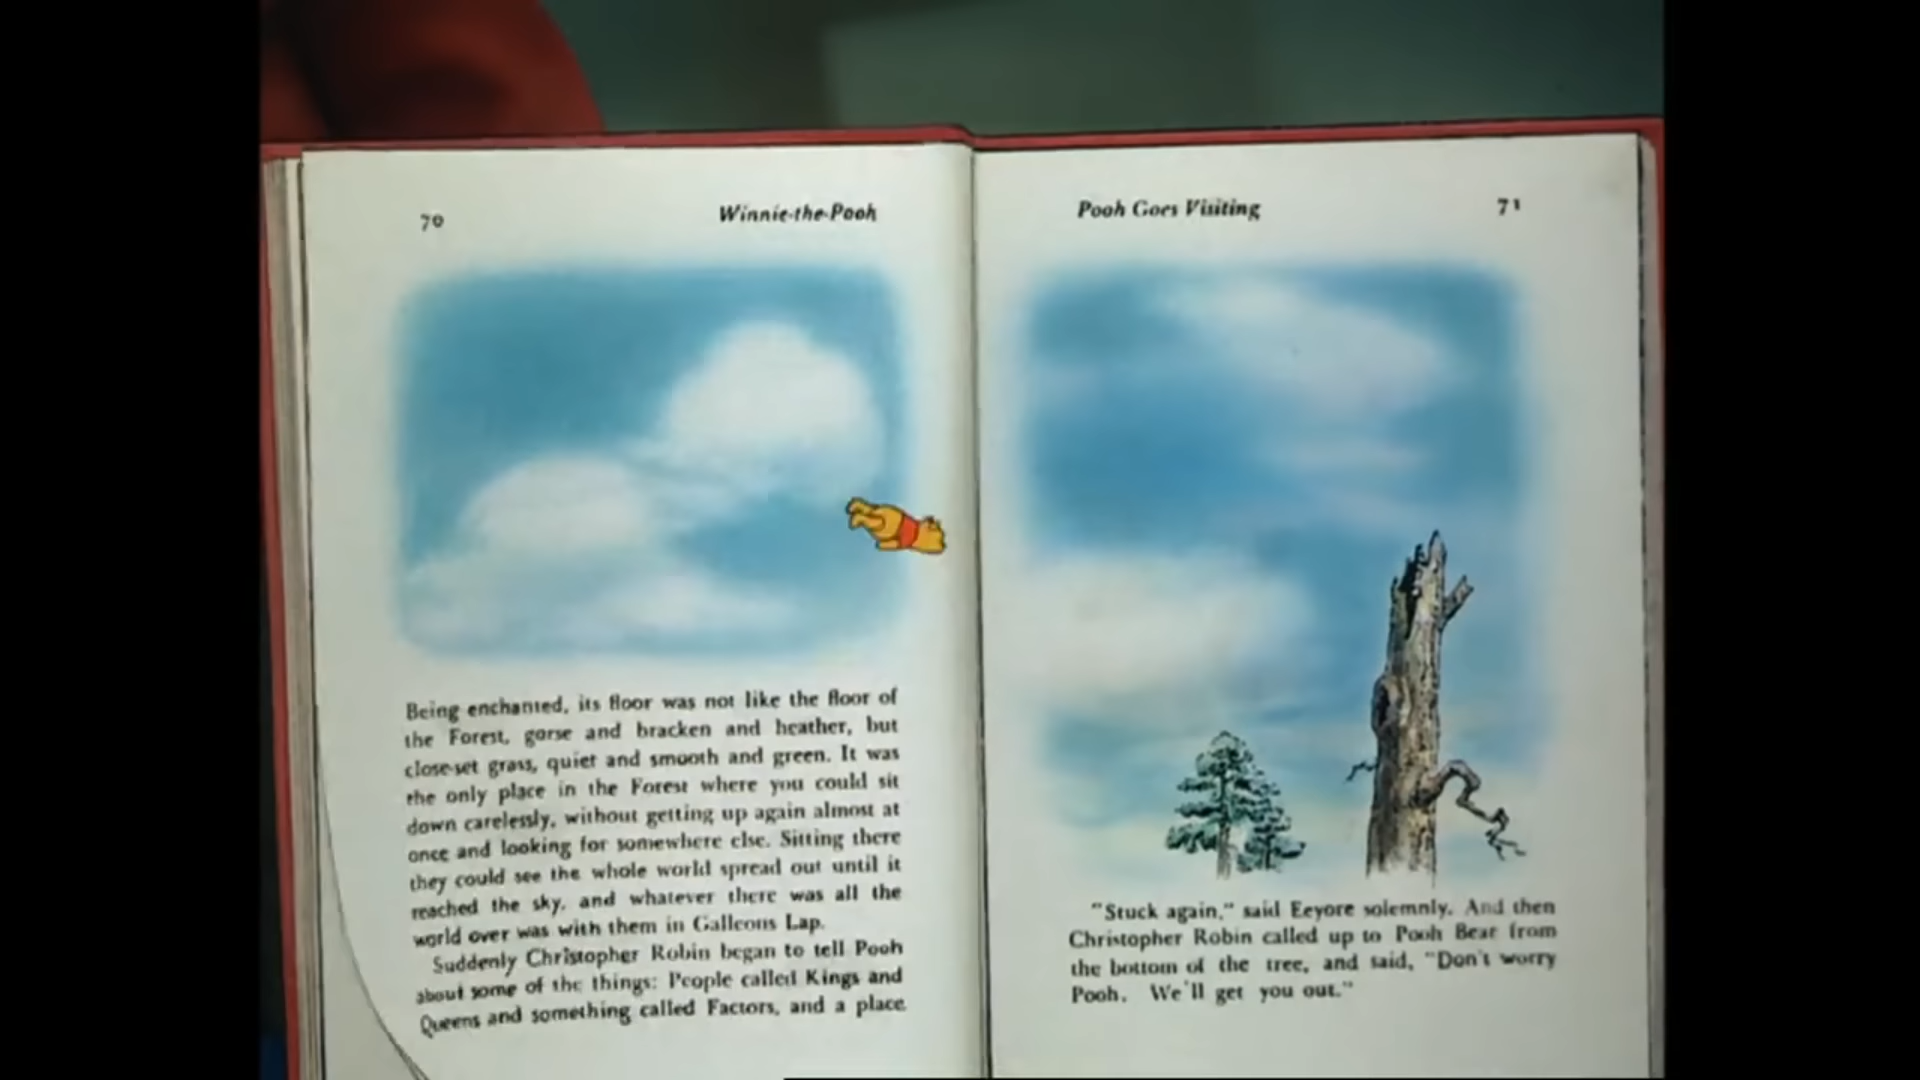 70
Winnie-the-Pooh
Being enchanted, its floor was not like the floor of
the Forest, gorse and bracken and heather, but
close-set grass, quiet and smooth and green. It was
the only place in the Forest where you could sit
down carelessly, without getting up again almost at
once and looking for somewhere else. Sitting there
they could see the whole world spread out until it
reached the sky, and whatever there was all the
world over was with them in Galleons Lap.
Suddenly Christopher Robin began to tell Pooh
about some of the things: People called Kings and
Queens and something called Factors, and a place
Pooh Goes Visiting
71
"Stuck again," said Eeyore solemnly. And then
Christopher Robin called up to Pooh Bear from
the bottom of the tree, and said, "Don't worry
Pooh. We'll get you out."